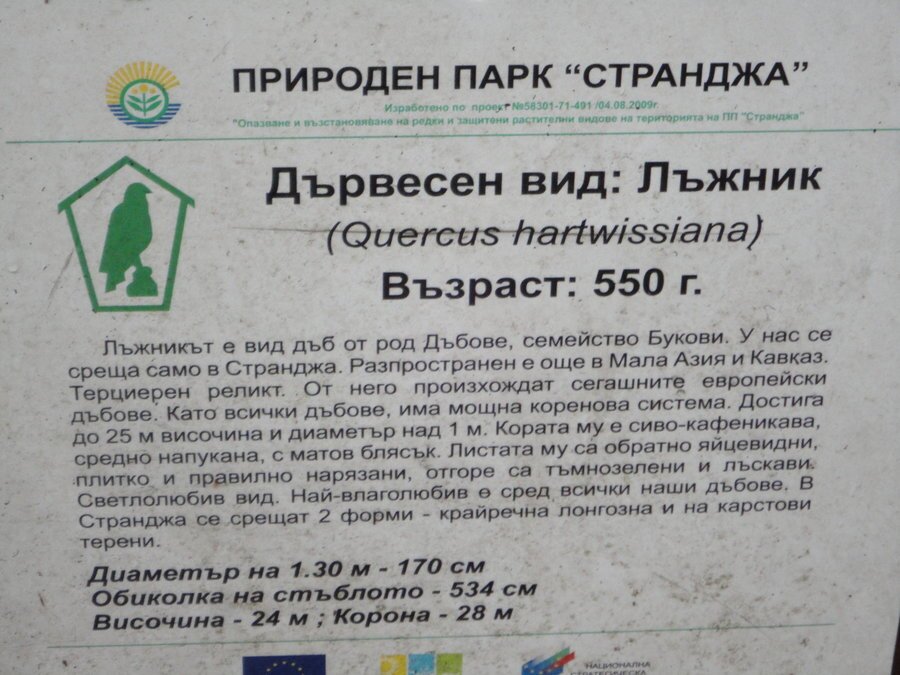 ПРИРОДЕН ПАРК “СТРАНДЖА”
Изработено по проект №58301-71-491 /04.08.2009г.
"Опазване и възстановяване на редки и защитени растителни видове на територията на ПП "Странджа"
Дървесен вид: Лъжник
(Quercus hartwissiana)
Възраст: 550 г.
Лъжникът е вид дъб от род Дъбове, семейство Букови. У нас се
среща само в Странджа. Разпространен е още в Мала Азия и Кавказ.
Терциерен реликт. От него произхождат сегашните европейски
дъбове. Като всички дъбове, има мощна коренова система. Достига
до 25 м височина и диаметър над 1 м. Кората му е сиво-кафеникава,
средно напукана, с матов блясък. Листата му са обратно яйцевидни,
плитко и правилно нарязани, отгоре са тъмнозелени и лъскави.
Светлолюбив вид. Най-влаголюбив е сред всички наши дъбове. В
Странджа се срещат 2 форми - крайречна лонгозна и на карстови
терени.
Диаметър на 1.30 м - 170 см
Обиколка на стъблото - 534 см
Височина - 24 м ; Корона - 28 м
НАЦИОНАЛНА
СТРАТЕГИЧЕСКА